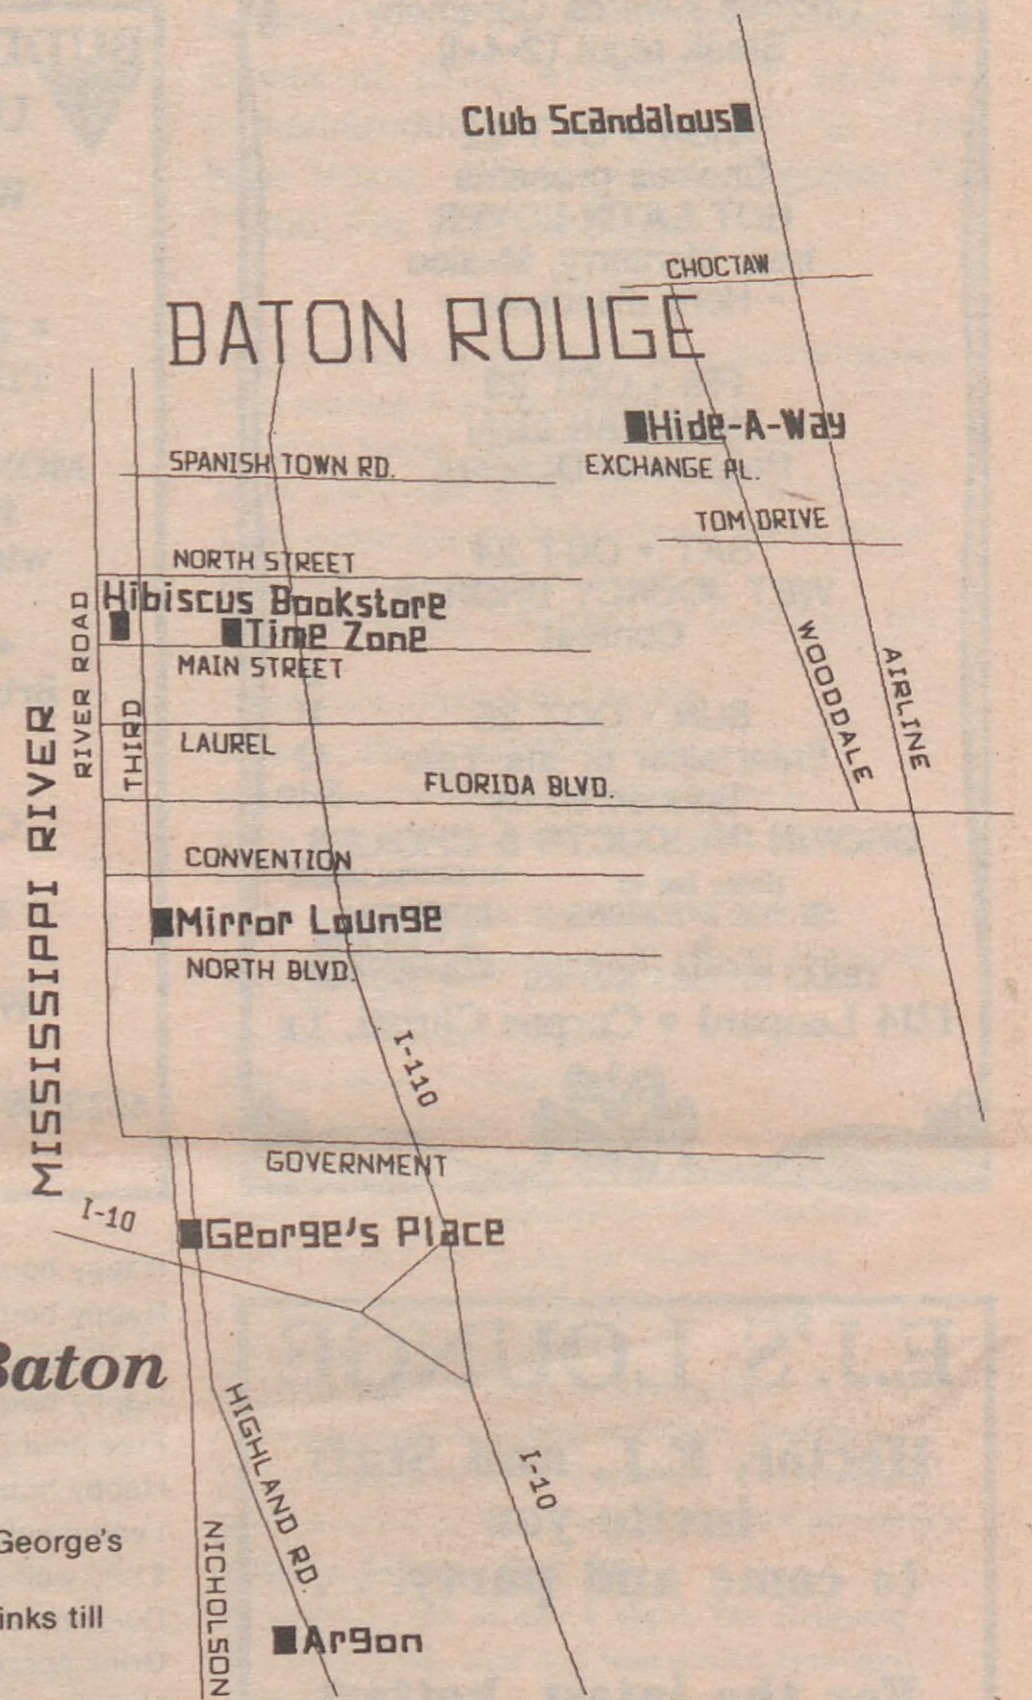 Club Scandalous
CHOCTAW
BATON ROUGE
Hide-A-Way
SPANISH TOWN RD.
EXCHANGE PL.
TOM DRIVE
NORTH STREET
Hibiscus Bookstore
Time Zone
MAIN STREET
RIVER ROAD
THIRD
WOODDALE
AIRLINE
MISSISSIPPI RIVER
LAUREL
FLORIDA BLVD.
CONVENTION
Mirror Lounge
NORTH BLVD.
I-110
GOVERNMENT
I-10
George's Place
Baton
HIGHLAND RD.
I-10
George's
NICHOLSON
inks till
Argon